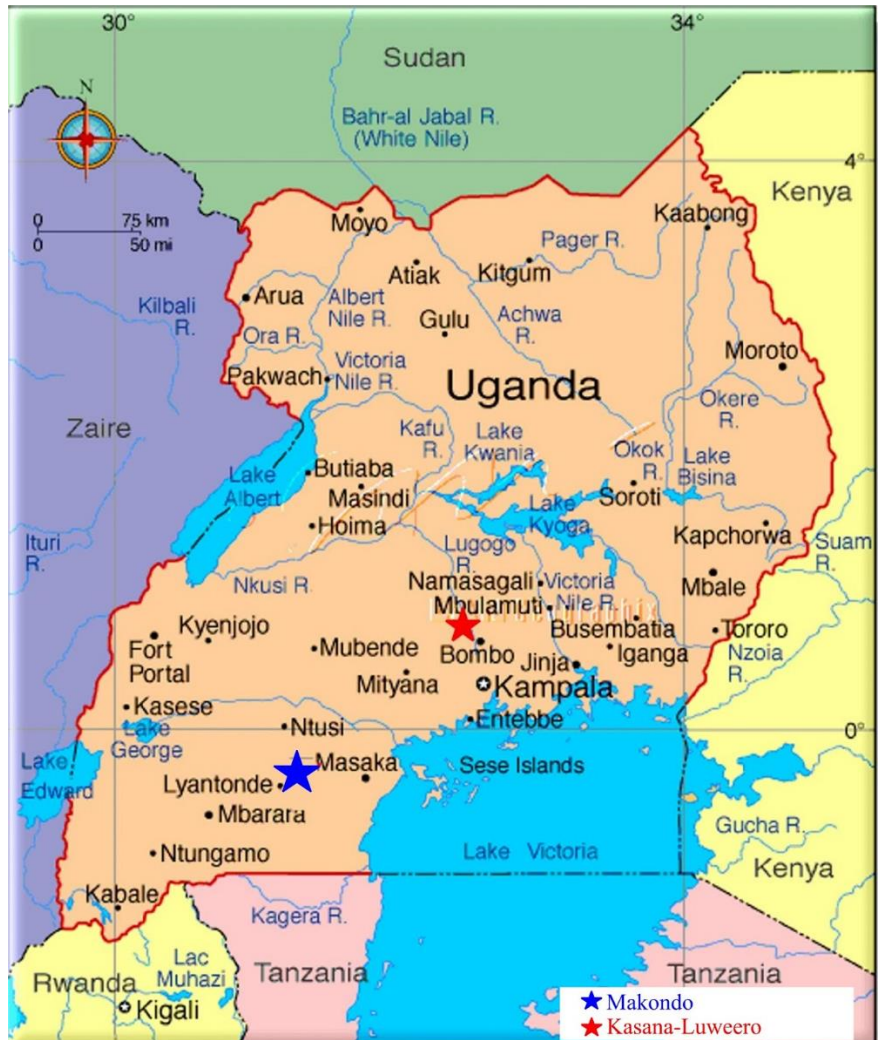 30°
34°
Sudan
Bahr-al Jabal R.
(White Nile)
N
4°
Kenya
0
75 km
0
50 mi
Moyo
Kaabong
Pager R.
Atiak
Kitgum
Kilbali
R.
Arua
Albert
Nile R.
Achwa
R.
Gulu
Ora R.
Moroto
Pakwach
Victoria
Nile R.
Uganda
Okere
R.
Zaire
Kafu
R.
Lake
Kwania
Okok
R.
Lake
Bisina
Lake
Albert
Butiaba
Masindi
Soroti
Hoima
Lake
Kyoga
Kapchorwa
Ituri
R.
Lugogo
R.
Suam
R.
Nkusi R.
Namasagali
Victoria
Nile R.
Mbale
Mbulamuti
Kyenjojo
Fort
Portal
Mubende
Bombo
Busembatia
Tororo
Iganga
Nzoia
R.
Jinja
Mityana
Kampala
Kasese
Entebbe
Lake
George
Ntusi
0°
Lake
Edward
Masaka
Sese Islands
Lyantonde
Mbarara
Gucha R.
Ntungamo
Lake Victoria
Kenya
Kabale
Kagera R.
Lac
Muhazi
Rwanda
Tanzania
Tanzania
Kigali
Makondo
Kasana-Luweero